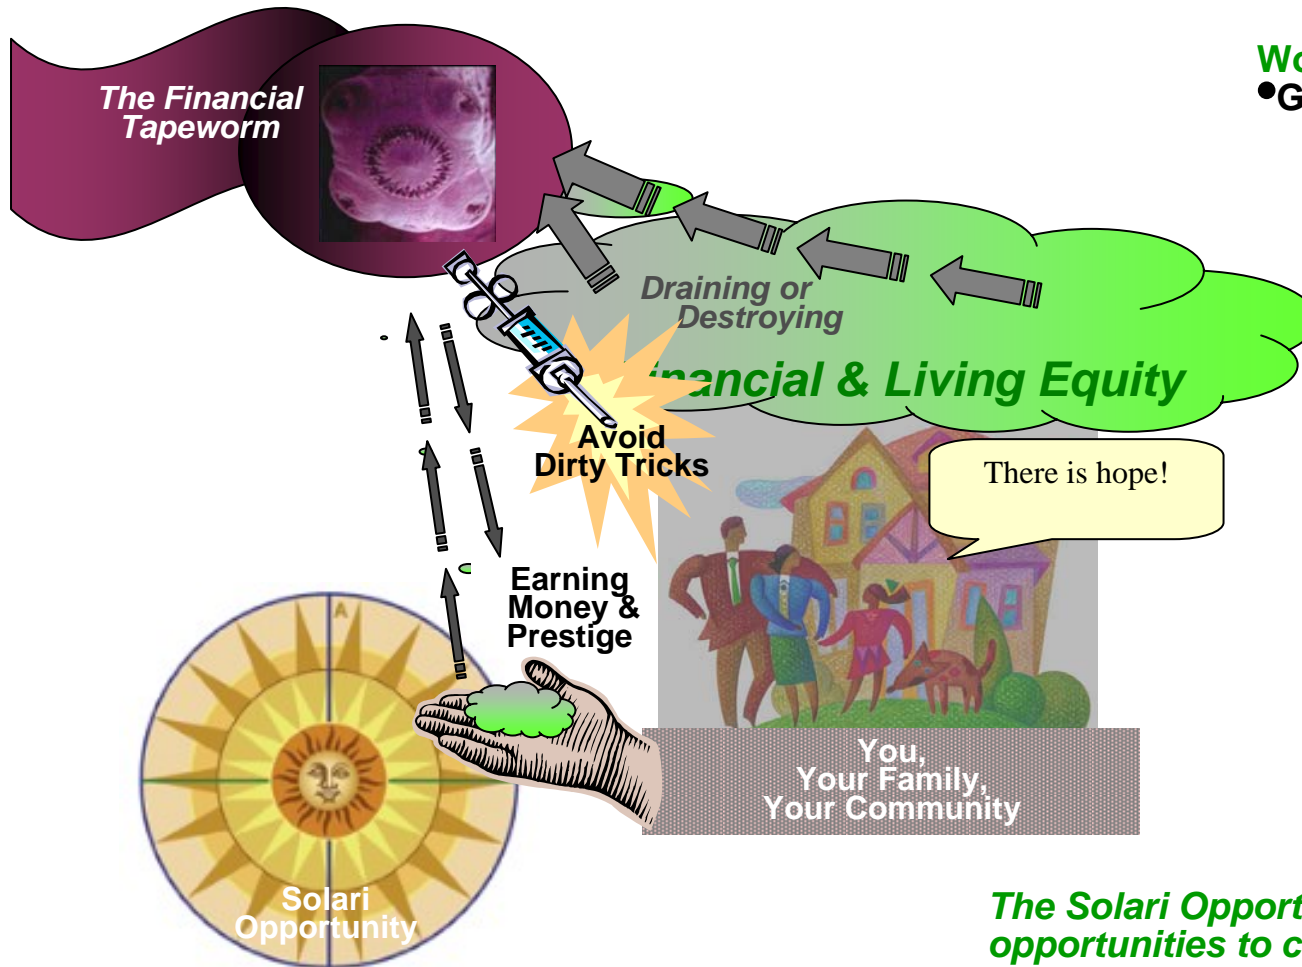 The Financial
Tapeworm
Wo
•G
Draining or
Destroying
inancial & Living Equity
Avoid
Dirty Tricks
There is hope!
Earning
Money &
Prestige
A
You,
Your Family,
Your Community
Solari
Opportunity
The Solari Opport
opportunities to c